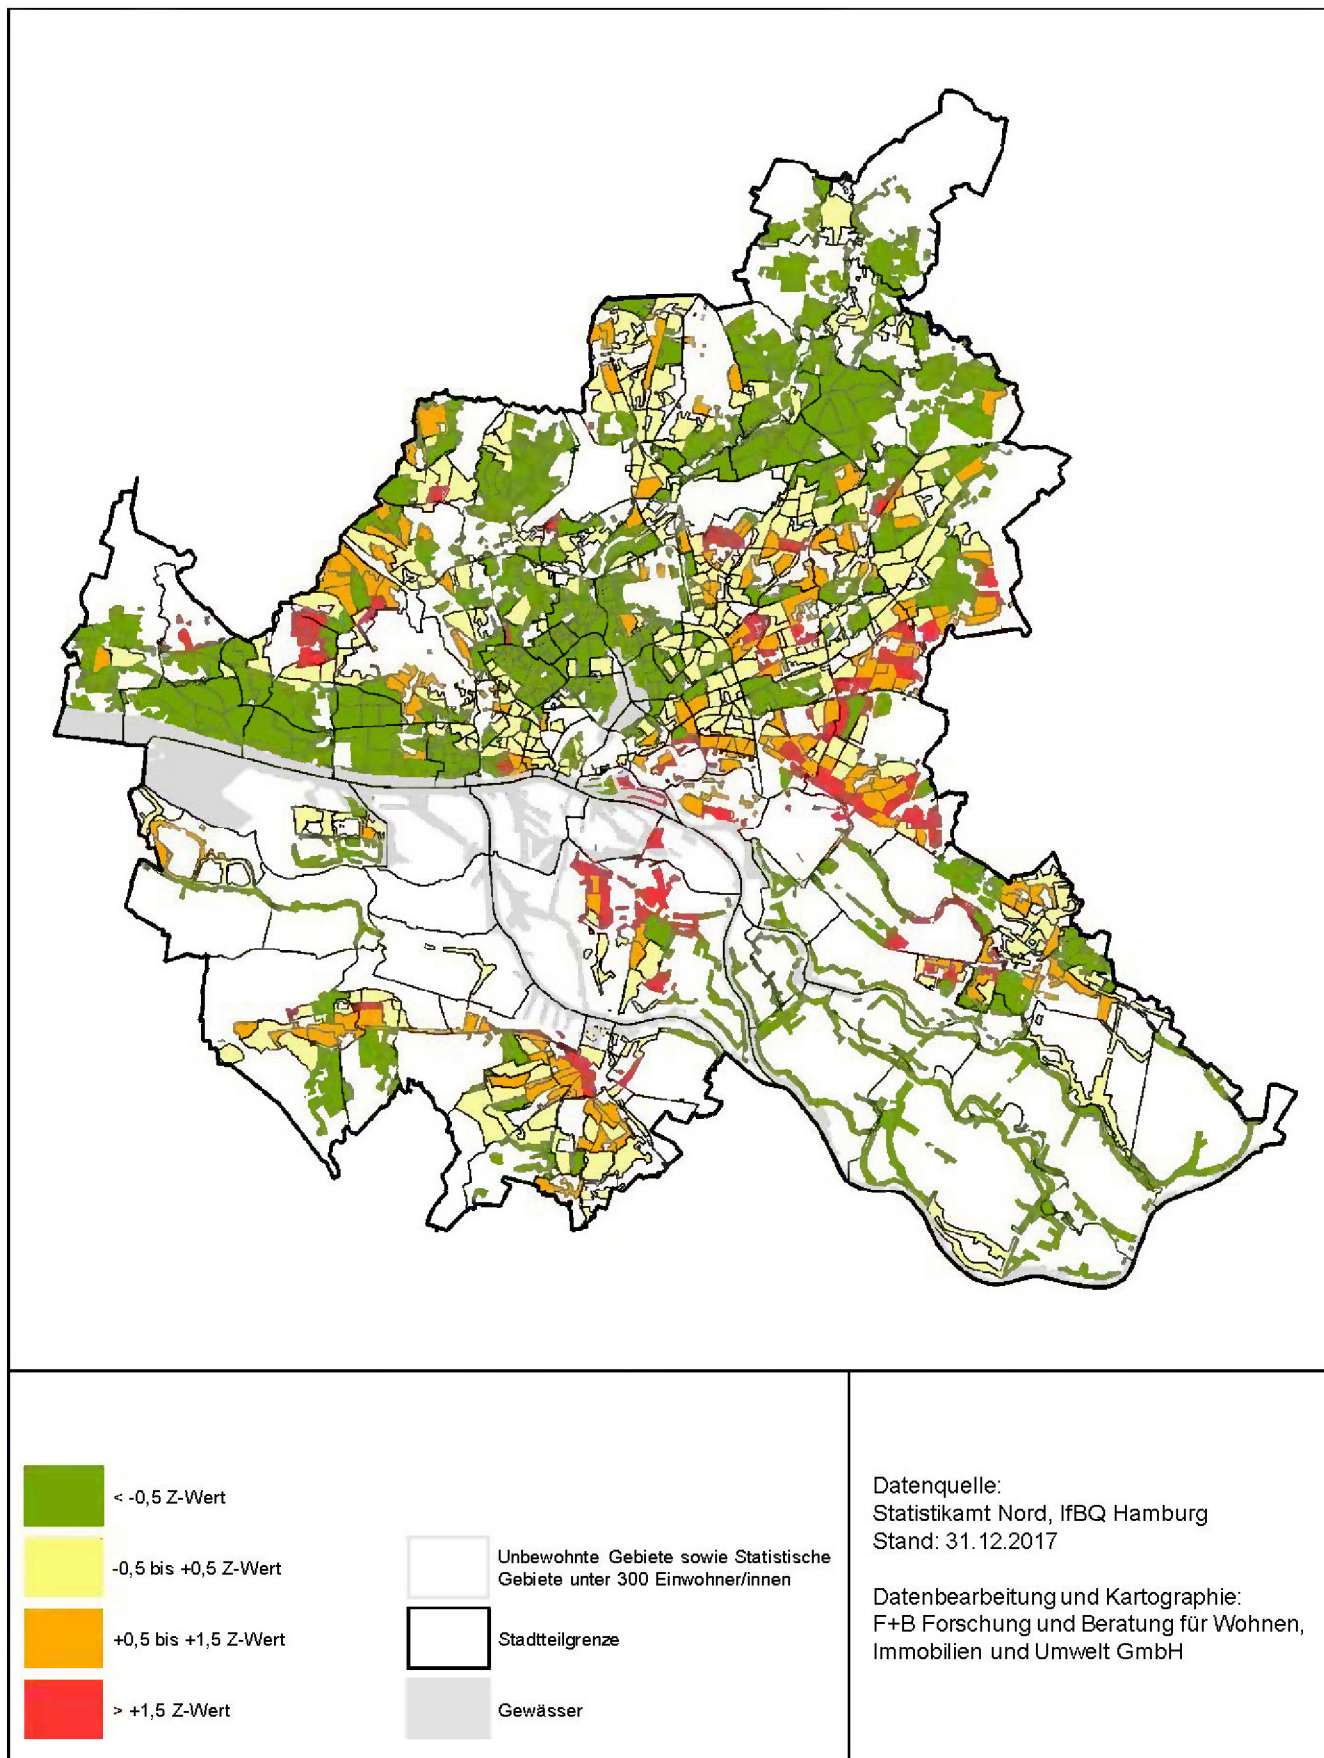 < -0,5 Z-Wert
-0,5 bis +0,5 Z-Wert
+0,5 bis +1,5 Z-Wert
> +1,5 Z-Wert
Unbewohnte Gebiete sowie Statistische
Gebiete unter 300 Einwohner/innen
Stadtteilgrenze
Gewässer
Datenquelle:
Statistikamt Nord, IfBQ Hamburg
Stand: 31.12.2017
Datenbearbeitung und Kartographie:
F+B Forschung und Beratung für Wohnen,
Immobilien und Umwelt GmbH